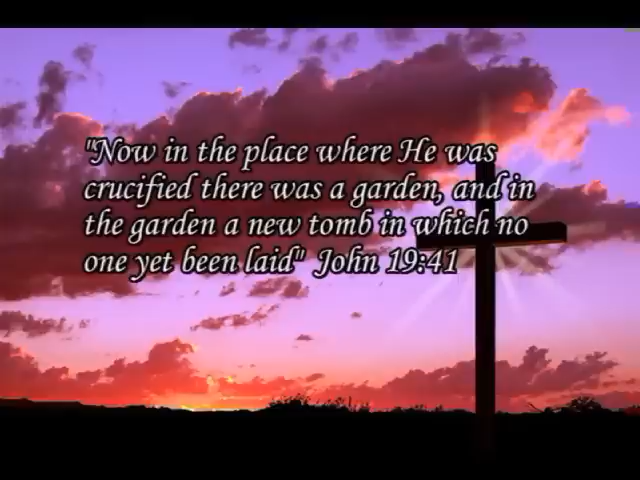 "Now in the place where He was
crucified there was a garden, and in
the garden a new tomb in which no
one yet been laid" John 19:41